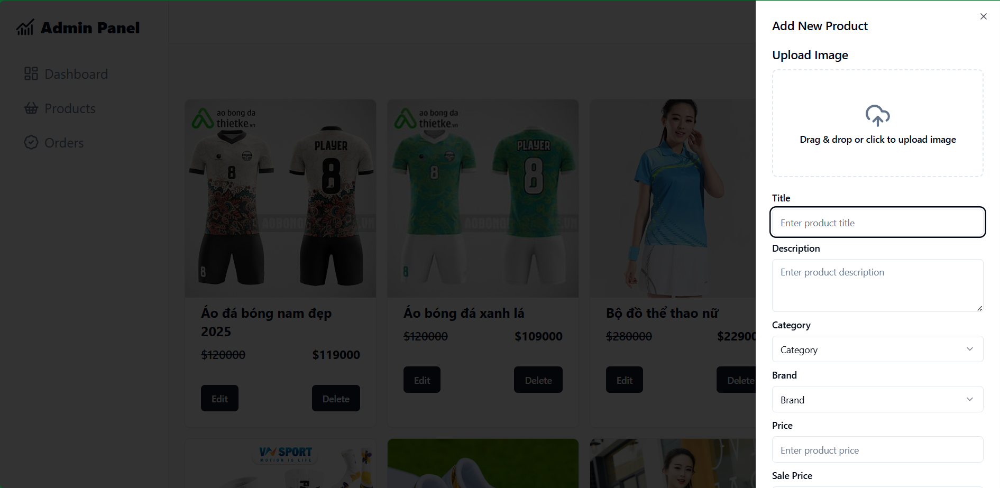 Admin Panel
Dashboard
Products
Orders
ao bong da
thietke.vn
PLAYER
8
8
8
Áo đá bóng nam đẹp
2025
$120000 $119000
Edit Delete
ao bong da
thietke.vn
PLAYER
8
8
8
Áo bóng đá xanh lá
$120000 $109000
Edit Delete
Bộ đồ thể thao nữ
$280000 $22900
Edit Delete
VN SPORT
MOTION IS LIFE
Add New Product
Upload Image
Drag & drop or click to upload image
Title
Enter product title
Description
Enter product description
Category
Category
Brand
Brand
Price
Enter product price
Sale Price